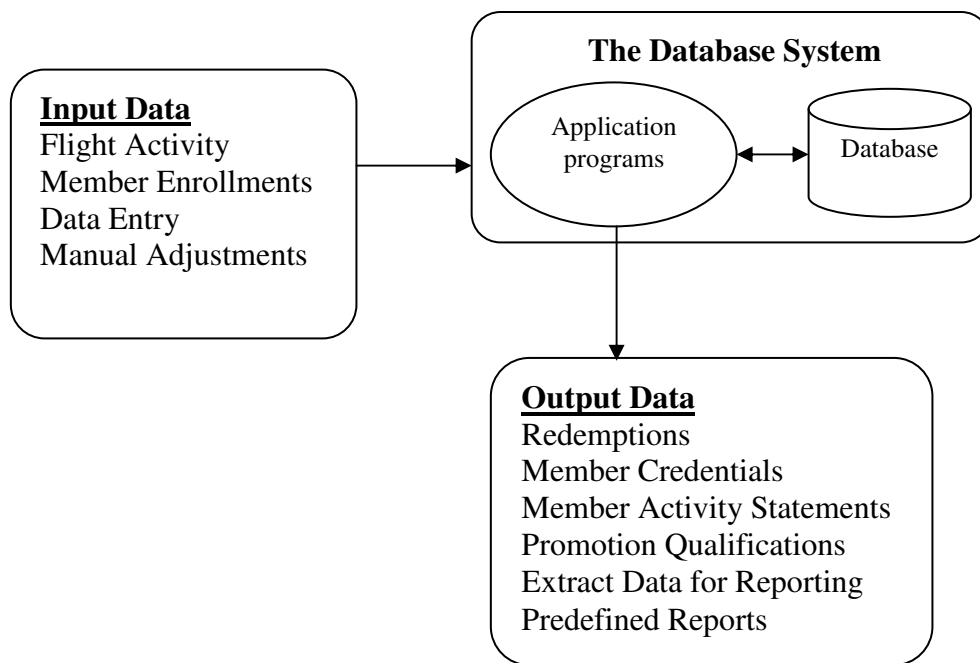 The Database System
Application
programs
Database
Input Data
Flight Activity
Member Enrollments
Data Entry
Manual Adjustments
Output Data
Redemptions
Member Credentials
Member Activity Statements
Promotion Qualifications
Extract Data for Reporting
Predefined Reports